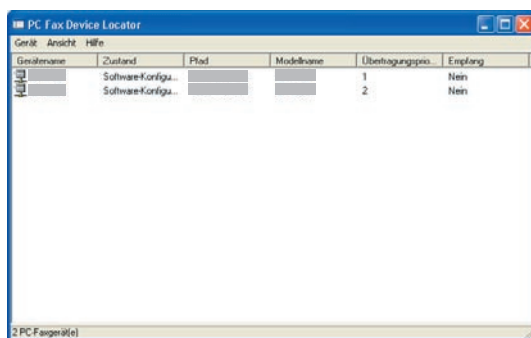 PC Fax Device Locator
Gerät Ansicht Hilfe
Gerätename Zustand Pfad Modellname Übertragungsprio... Empfang
Software-Konfigu... 1 Nein
Software-Konfigu... 2 Nein
2 PC-Faxgerät(e)